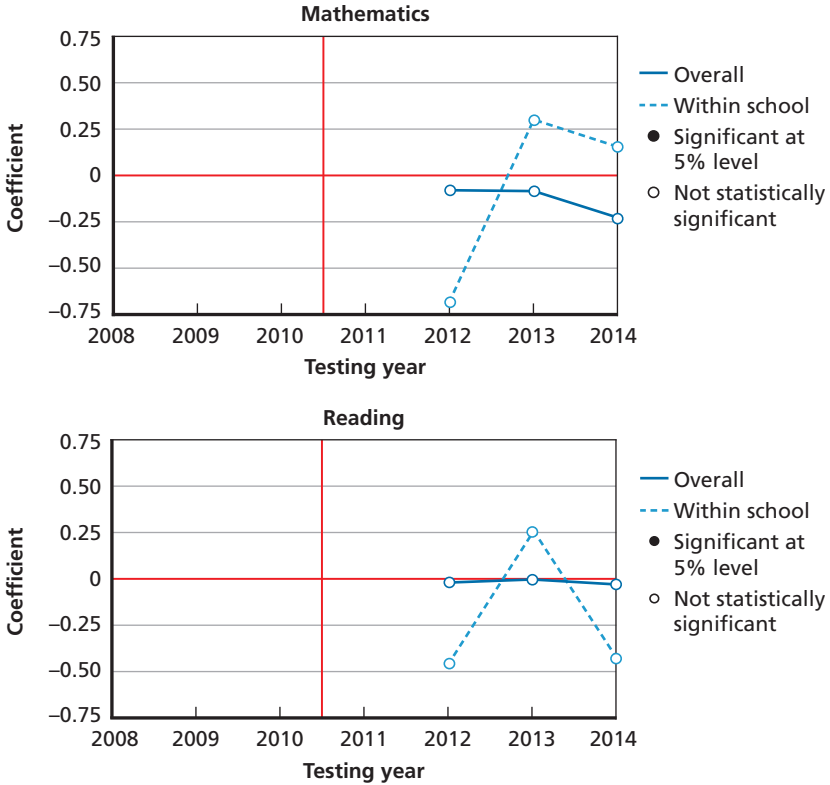 Mathematics
0.75
0.50
0.25
0
–0.25
–0.50
–0.75
Coefficient
2008 2009 2010 2011 2012 2013 2014
Testing year
Overall
Within school
Significant at
5% level
Not statistically
significant
Reading
0.75
0.50
0.25
0
–0.25
–0.50
–0.75
Coefficient
2008 2009 2010 2011 2012 2013 2014
Testing year
Overall
Within school
Significant at
5% level
Not statistically
significant